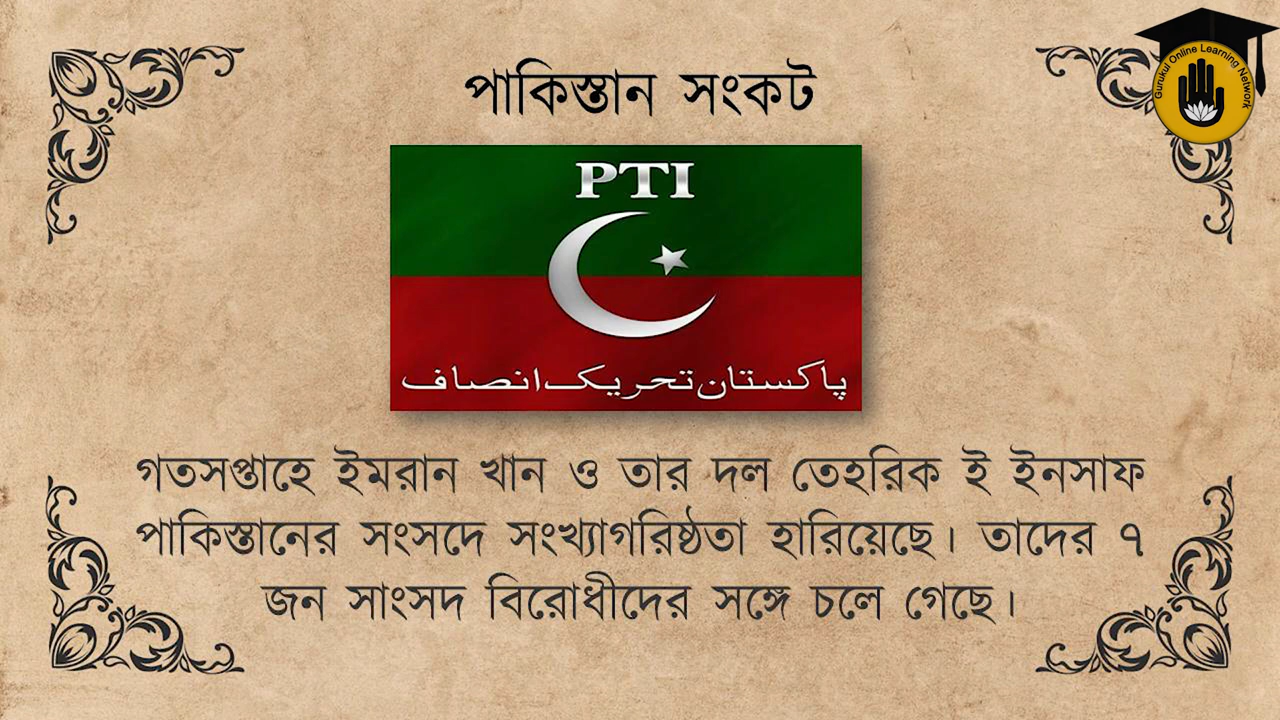 Gurukul Online Learning Network
পাকিস্তান সংকট
PTI
پاکستان تحریک انصاف
গতসপ্তাহে ইমরান খান ও তার দল তেহরিক ই ইনসাফ
পাকিস্তানের সংসদে সংখ্যাগরিষ্ঠতা হারিয়েছে। তাদের ৭
জন সাংসদ বিরোধীদের সঙ্গে চলে গেছে।